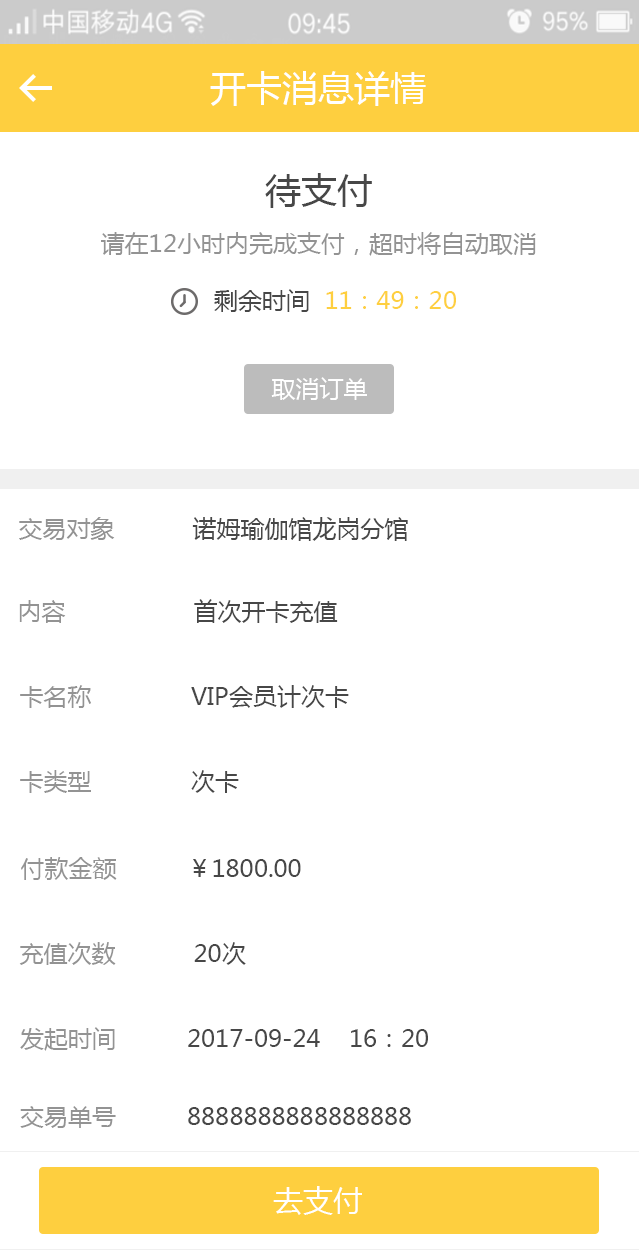 中国移动4G 09:45 95%
开卡消息详情
待支付
请在12小时内完成支付，超时将自动取消
剩余时间 11：49：20
取消订单
交易对象 诺姆瑜伽馆龙岗分馆
内容 首次开卡充值
卡名称 VIP会员计次卡
卡类型 次卡
付款金额 ¥1800.00
充值次数 20次
发起时间 2017-09-24 16：20
交易单号 8888888888888888
去支付